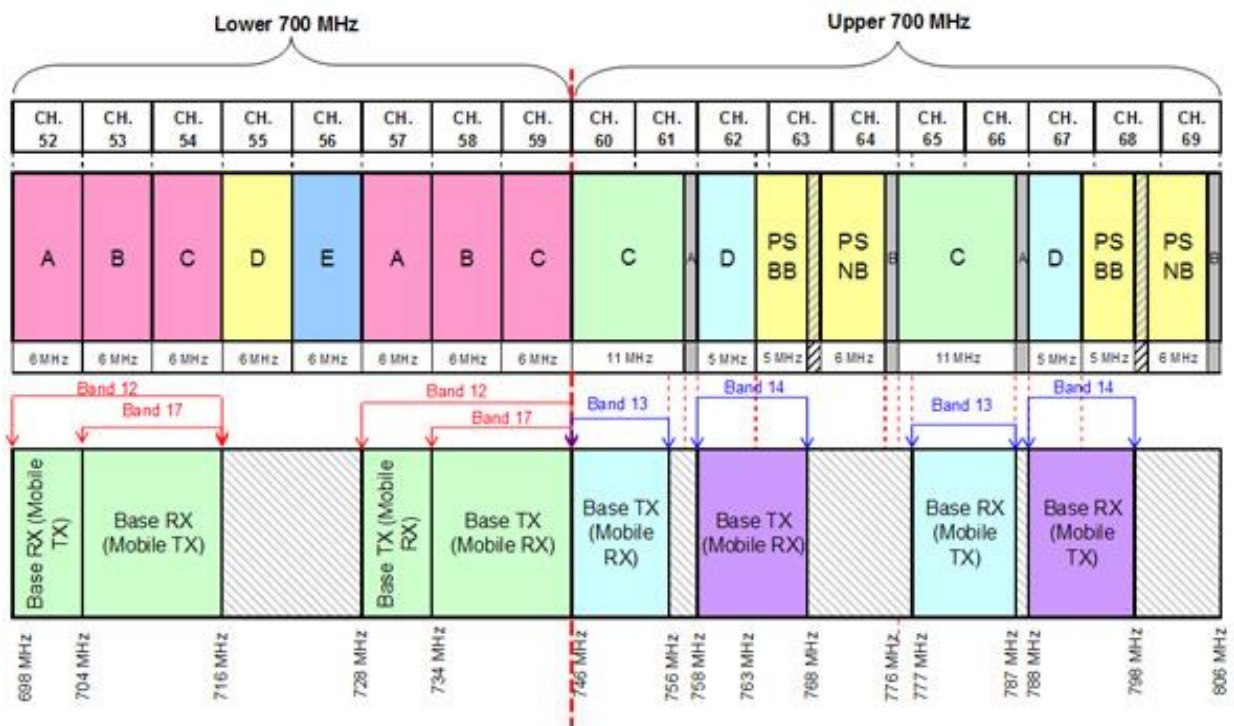 Lower 700 MHz
Upper 700 MHz
CH. 52
CH. 53
CH. 54
CH. 55
CH. 56
CH. 57
CH. 58
CH. 59
CH. 60
CH. 61
CH. 62
CH. 63
CH. 64
CH. 65
CH. 66
CH. 67
CH. 68
CH. 69
A
B
C
D
E
A
B
C
C
A
D
PS
BB
PS
NB
B
C
A
D
PS
BB
PS
NB
B
6 MHz
6 MHz
6 MHz
6 MHz
6 MHz
6 MHz
6 MHz
6 MHz
11 MHz
5 MHz
5 MHz
6 MHz
11 MHz
5 MHz
5 MHz
6 MHz
Band 12
Band 17
Band 12
Band 17
Band 13
Band 14
Band 13
Band 14
Base RX (Mobile
TX)
Base RX
(Mobile TX)
Base TX (Mobile
RX)
Base TX
(Mobile RX)
Base TX
(Mobile
RX)
Base TX
(Mobile RX)
Base RX
(Mobile
TX)
Base RX
(Mobile
TX)
698 MHz
704 MHz
716 MHz
728 MHz
734 MHz
746 MHz
756 MHz
758 MHz
763 MHz
768 MHz
776 MHz
777 MHz
787 MHz
788 MHz
798 MHz
806 MHz